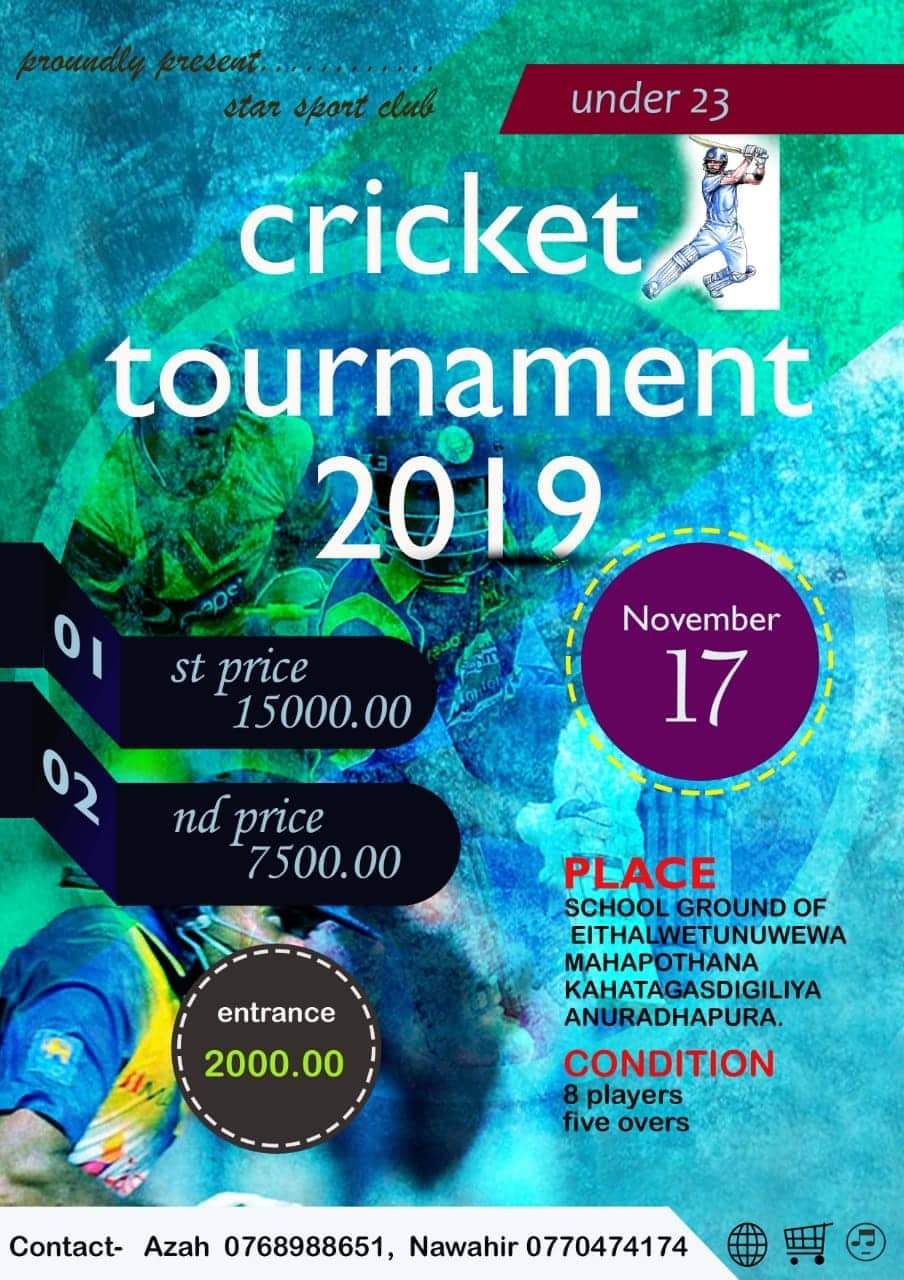 proundly present.............
star sport club
under 23
cricket
tournament
2019
November
17
01
st price
15000.00
02
nd price
7500.00
PLACE
SCHOOL GROUND OF
EITHALWETUNUWEWA
MAHAPOTHANA
KAHATAGASDIGILIYA
ANURADHAPURA.
entrance
2000.00
CONDITION
8 players
five overs
Contact- Azah 0768988651, Nawahir 0770474174